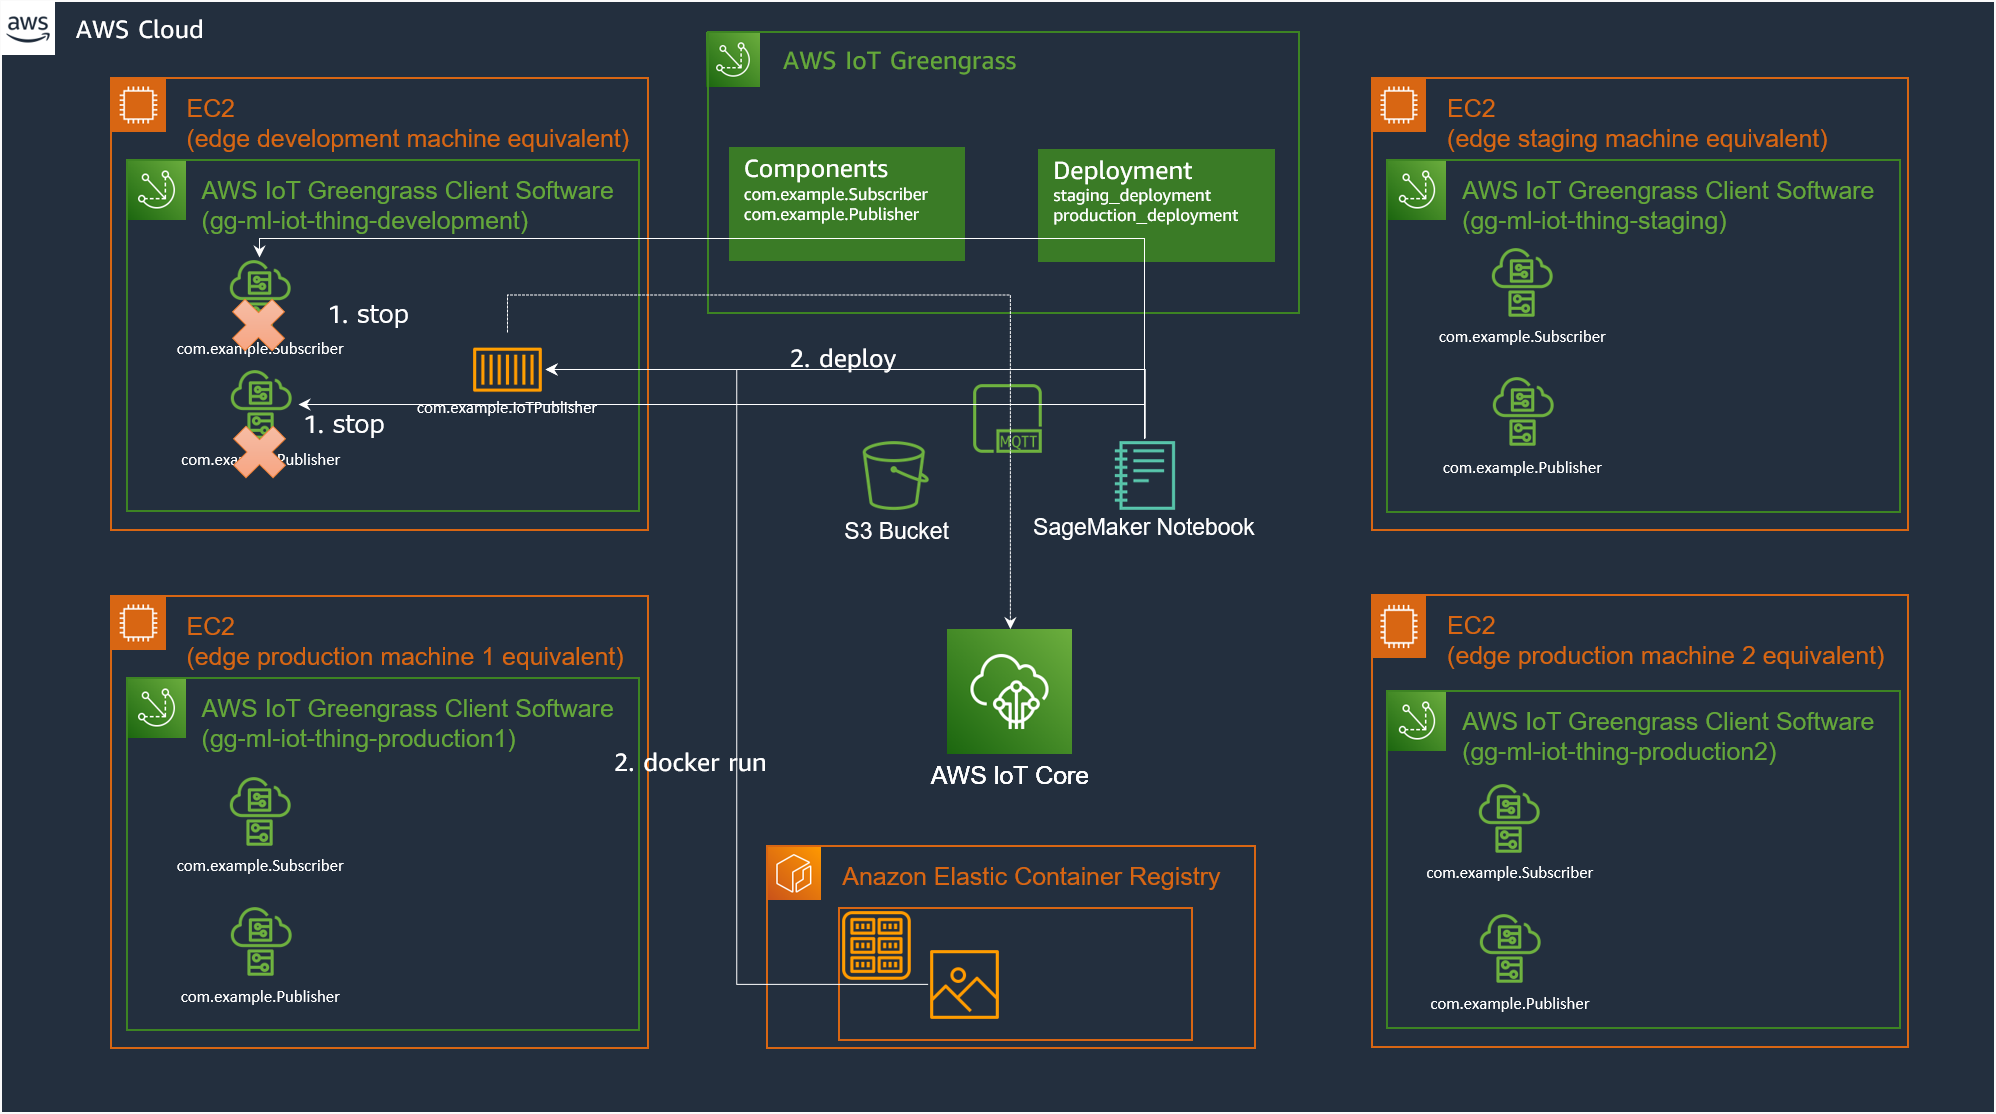 aws
AWS Cloud
EC2
(edge development machine equivalent)
AWS IoT Greengrass Client Software
(gg-ml-iot-thing-development)
1. stop
com.example.Subscriber
com.example.IoTPublisher
1. stop
com.example.Publisher
AWS IoT Greengrass
Components
com.example.Subscriber
com.example.Publisher
Deployment
staging_deployment
production_deployment
2. deploy
MQTT
S3 Bucket
SageMaker Notebook
EC2
(edge staging machine equivalent)
AWS IoT Greengrass Client Software
(gg-ml-iot-thing-staging)
com.example.Subscriber
com.example.Publisher
EC2
(edge production machine 1 equivalent)
AWS IoT Greengrass Client Software
(gg-ml-iot-thing-production1)
com.example.Subscriber
com.example.Publisher
2. docker run
AWS IoT Core
Anazon Elastic Container Registry
EC2
(edge production machine 2 equivalent)
AWS IoT Greengrass Client Software
(gg-ml-iot-thing-production2)
com.example.Subscriber
com.example.Publisher